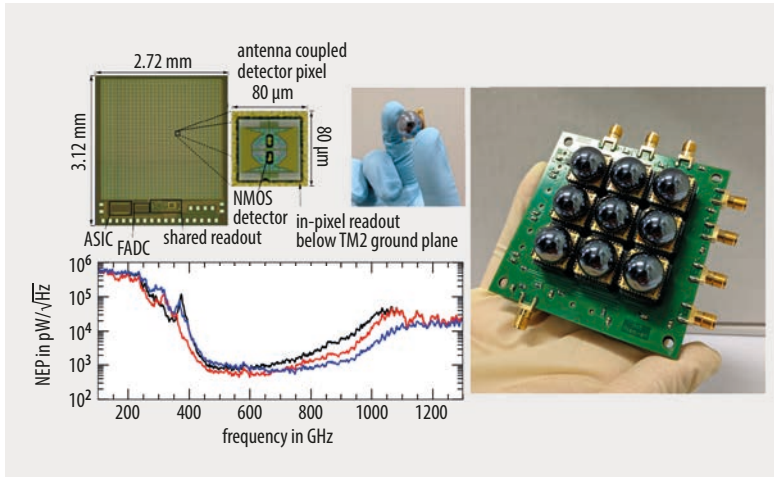 2.72 mm
antenna coupled
detector pixel
80 µm
3.12 mm
80 µm
NMOS
detector
in-pixel readout
below TM2 ground plane
ASIC
FADC
shared readout
10⁶
10⁵
10⁴
10³
10²
NEP in pW/√Hz
200
400
600
800
1000
1200
frequency in GHz